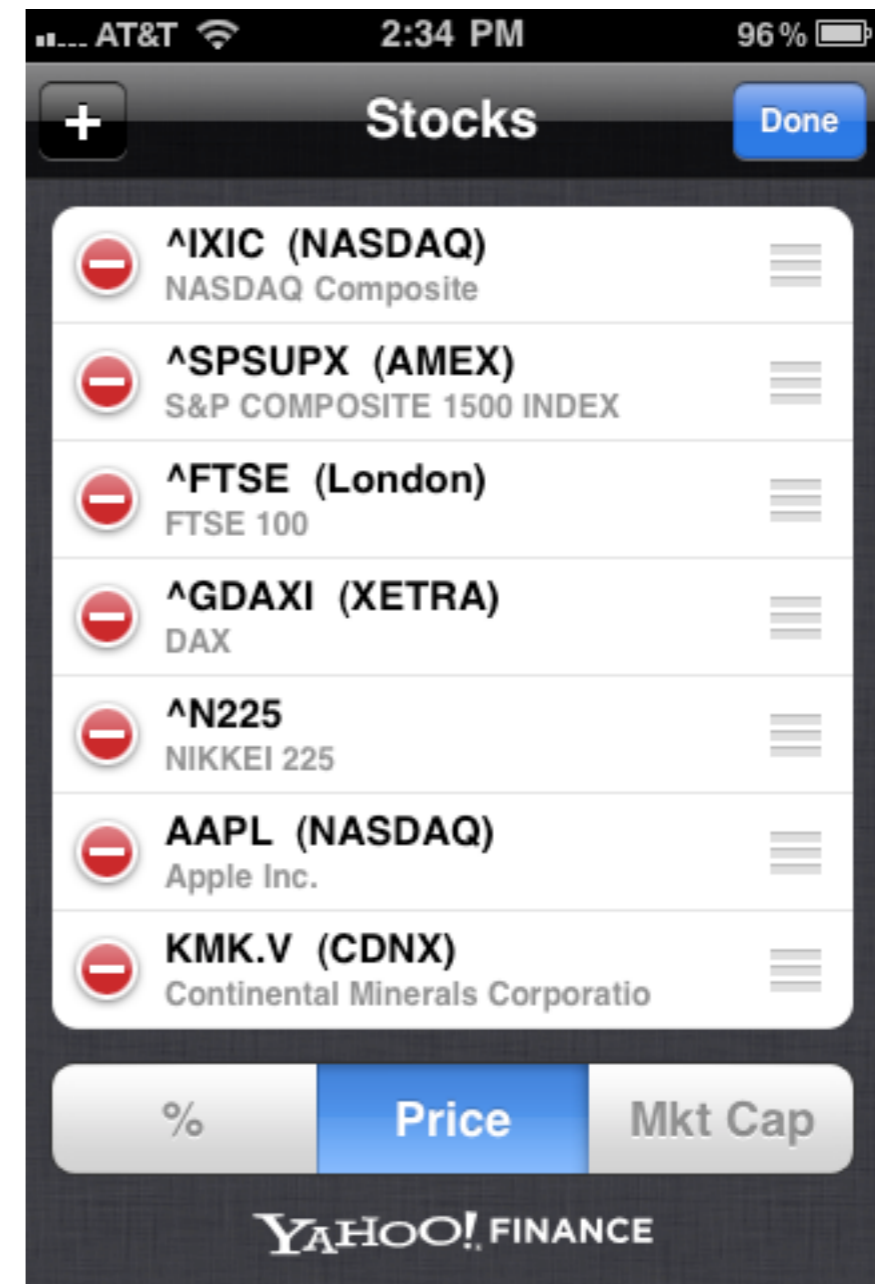 AT&T 2:34 PM 96%
+ Stocks Done
^IXIC (NASDAQ)
NASDAQ Composite
^SPSUPX (AMEX)
S&P COMPOSITE 1500 INDEX
^FTSE (London)
FTSE 100
^GDAXI (XETRA)
DAX
^N225
NIKKEI 225
AAPL (NASDAQ)
Apple Inc.
KMK.V (CDNX)
Continental Minerals Corporatio
% Price Mkt Cap
YAHOO! FINANCE